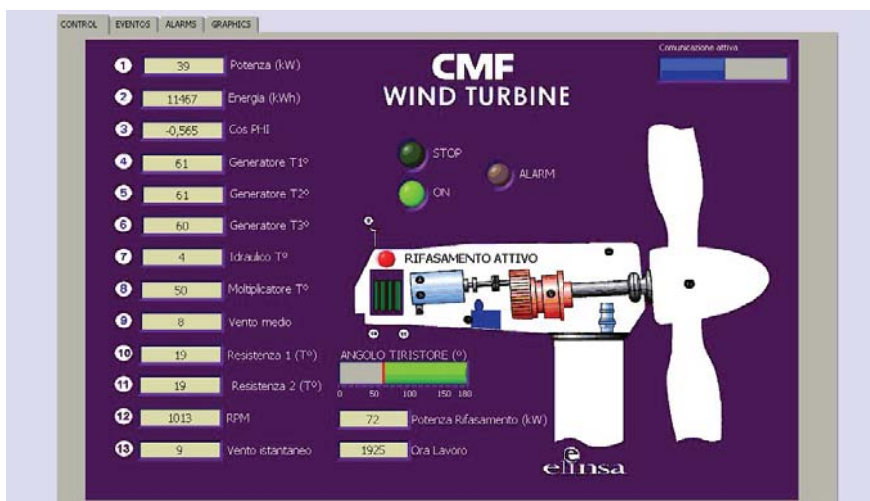 CONTROL EVENTOS ALARMS GRAPHICS
Comunicazione attiva
CMF
WIND TURBINE
1 39 Potenza (kW)
2 11467 Energia (kWh)
3 -0,565 Cos PHI
4 61 Generatore T1º
5 61 Generatore T2º
6 60 Generatore T3º
7 4 Idraulico Tº
8 50 Moltiplicatore Tº
9 8 Vento medio
10 19 Resistenza 1 (Tº)
11 19 Resistenza 2 (Tº)
12 1013 RPM
13 9 Vento istantaneo
STOP
ON
ALARM
RIFASAMENTO ATTIVO
ANGOLO TIRISTORE (º)
0 50 100 150 180
72 Potenza Rifasamento (kW)
1925 Ora Lavoro
elinsa